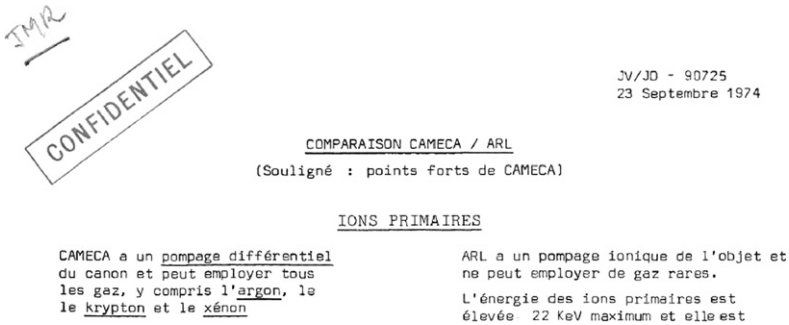 JMR
CONFIDENTIEL
JV/JD - 90725
23 Septembre 1974
COMPARAISON CAMECA / ARL
(Souligné : points forts de CAMECA)
IONS PRIMAIRES
CAMECA a un pompage différentiel
du canon et peut employer tous
les gaz, y compris l'argon, le
le krypton et le xénon
ARL a un pompage ionique de l'objet et
ne peut employer de gaz rares.
L'énergie des ions primaires est
élevée 22 KeV maximum et elle est